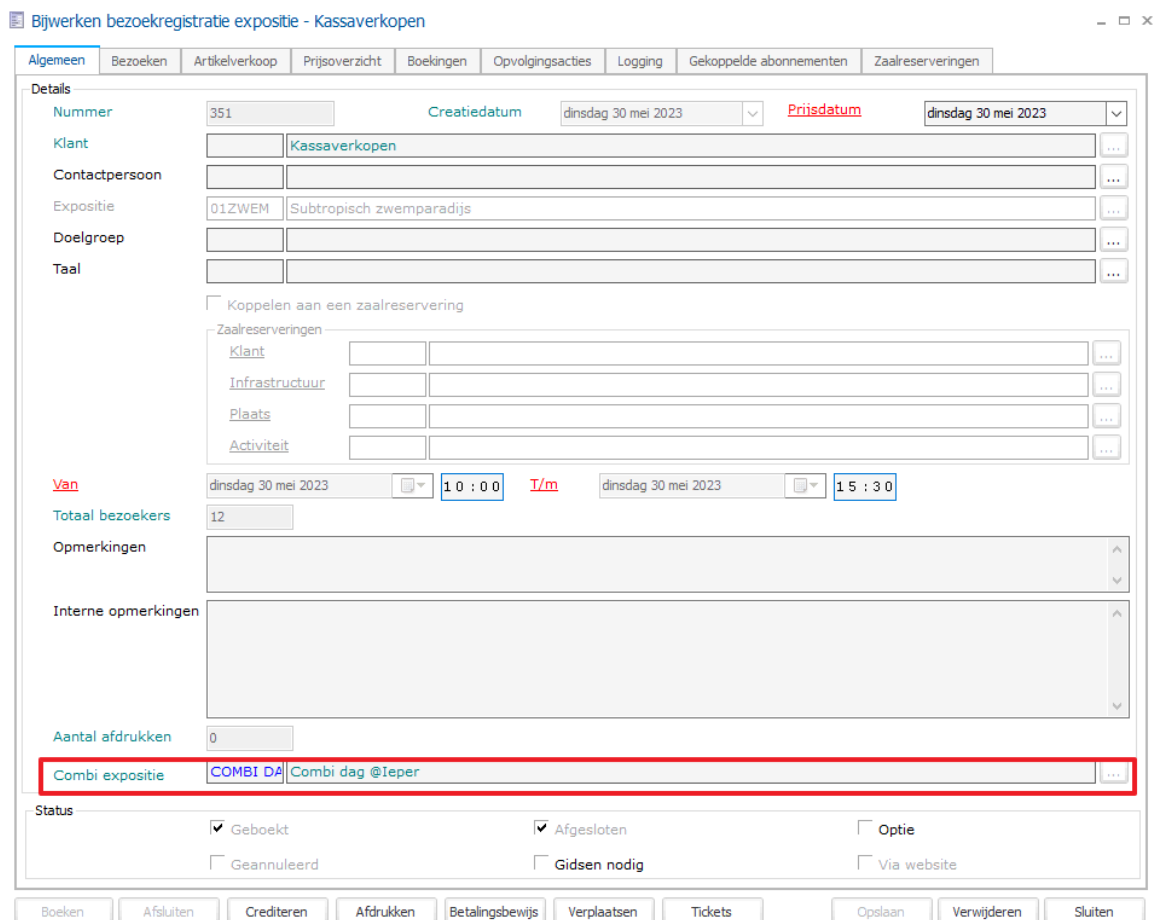 Bijwerken bezoekregistratie expositie - Kassaverkopen
Algemeen Bezoeken Artikelverkoop Prijsoverzicht Boekingen Opvolgingsacties Logging Gekoppelde abonnementen Zaalreserveringen
Details
Nummer 351 Creatiedatum dinsdag 30 mei 2023 Prijsdatum dinsdag 30 mei 2023
Klant Kassaverkopen ...
Contactpersoon ...
Expositie 01ZWEM Subtropisch zwemparadijs ...
Doelgroep ...
Taal ...
Koppelen aan een zaalreservering
Zaalreserveringen
Klant ...
Infrastructuur ...
Plaats ...
Activiteit ...
Van dinsdag 30 mei 2023 10:00 T/m dinsdag 30 mei 2023 15:30
Totaal bezoekers 12
Opmerkingen
Interne opmerkingen
Aantal afdrukken 0
Combi expositie COMBI DA Combi dag @Ieper ...
Status
Geboekt Afgesloten Optie
Geannuleerd Gidsen nodig Via website
Boeken Afsluiten Crediteren Afdrukken Betalingsbewijs Verplaatsen Tickets Opslaan Verwijderen Sluiten